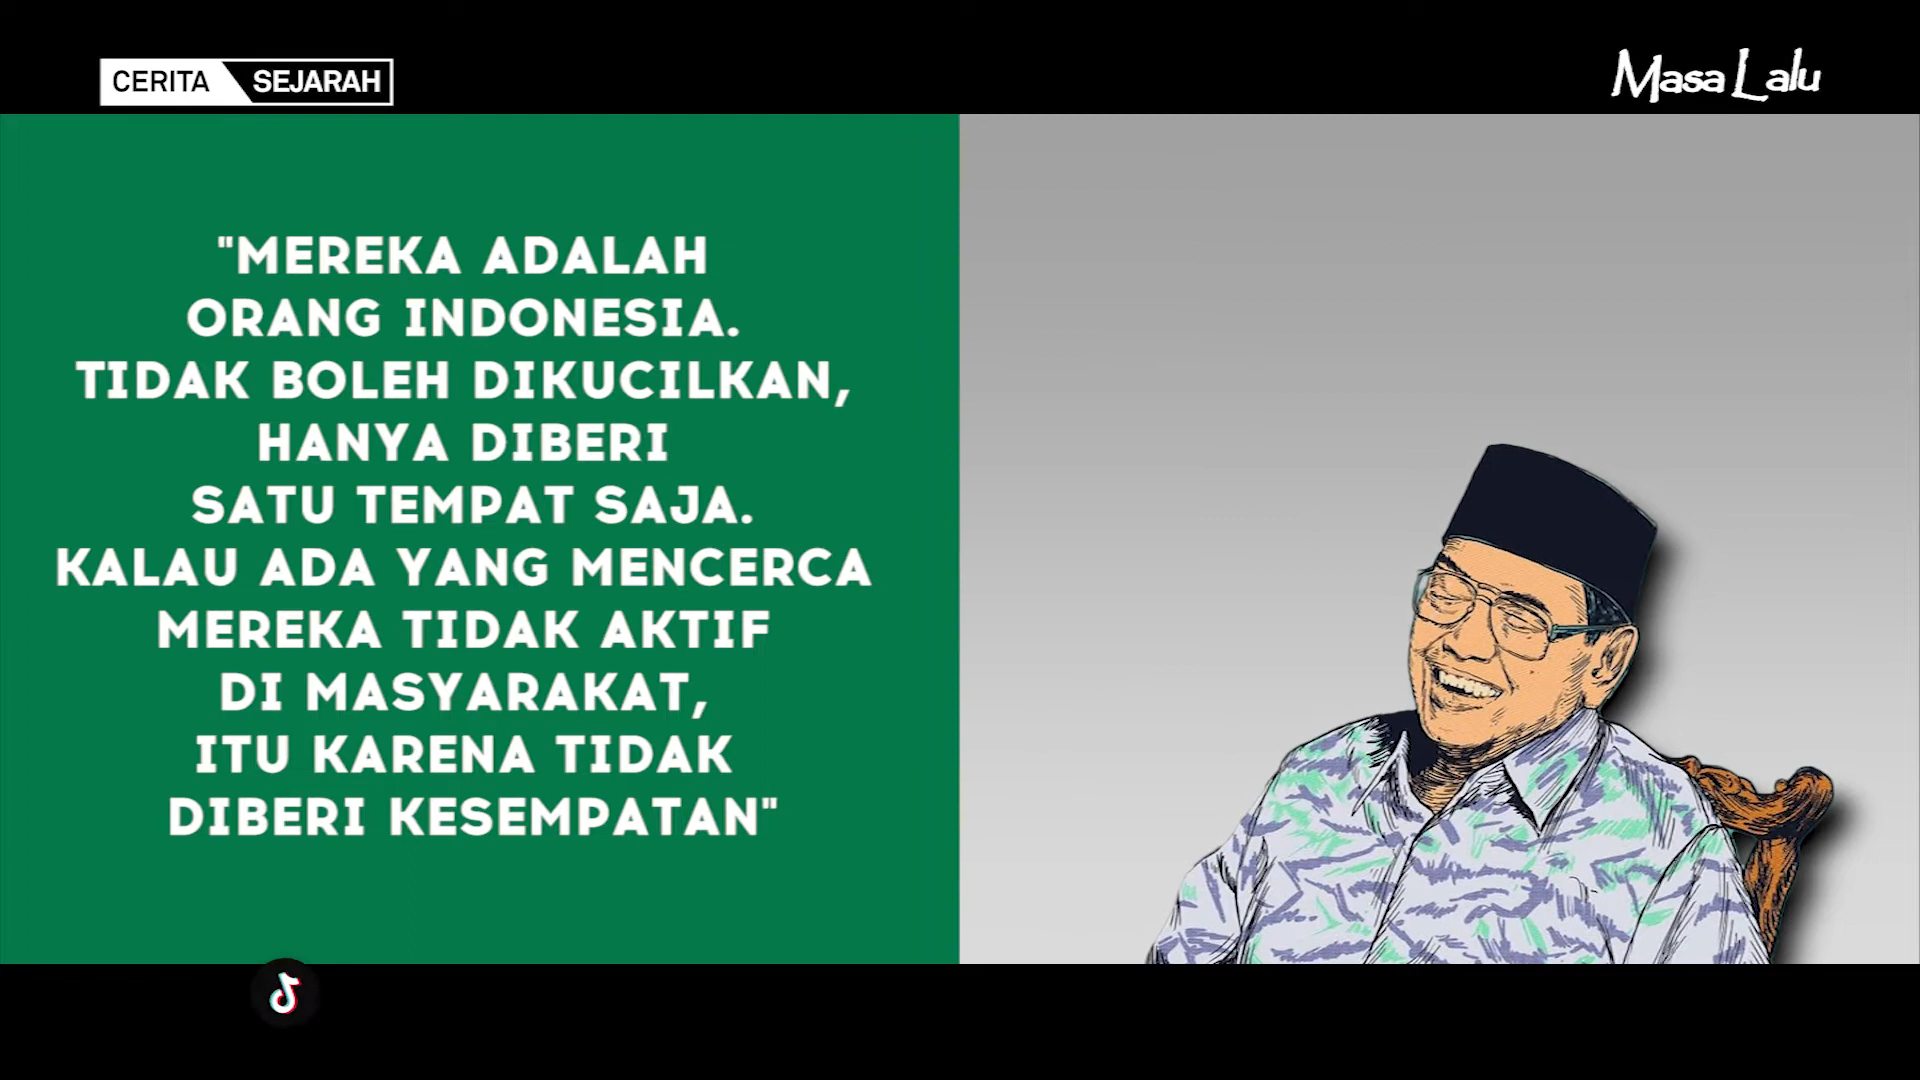 CERITA SEJARAH
Masa Lalu
"MEREKA ADALAH
ORANG INDONESIA.
TIDAK BOLEH DIKUCILKAN,
HANYA DIBERI
SATU TEMPAT SAJA.
KALAU ADA YANG MENCERCA
MEREKA TIDAK AKTIF
DI MASYARAKAT,
ITU KARENA TIDAK
DIBERI KESEMPATAN"